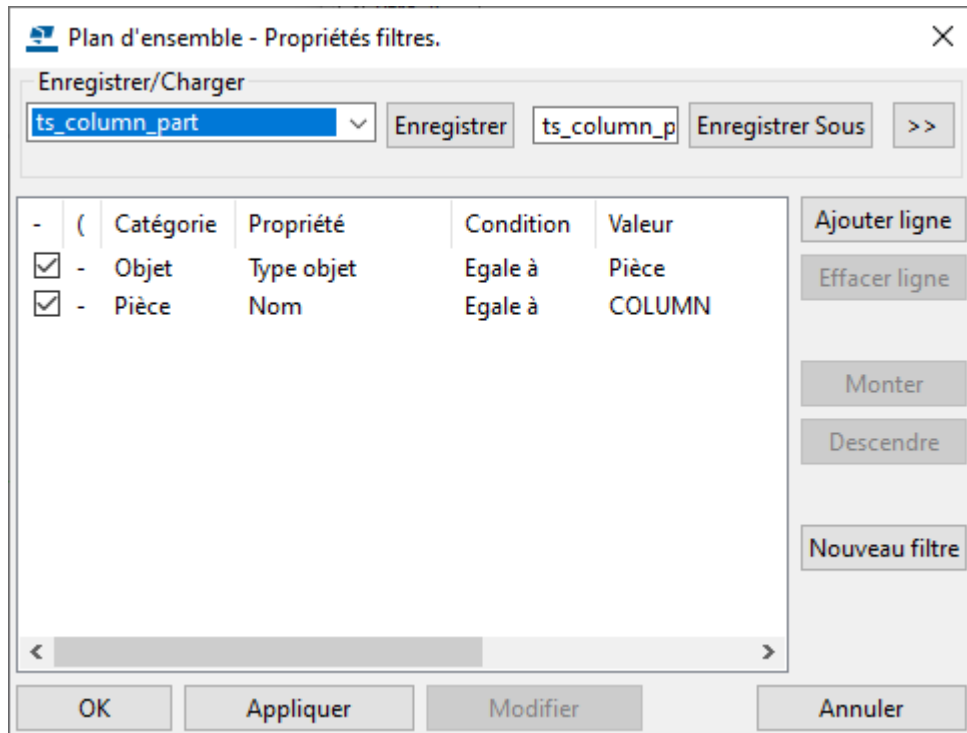 Plan d'ensemble - Propriétés filtres.
Enregistrer/Charger
ts_column_part Enregistrer ts_column_p Enregistrer Sous >>
- ( Catégorie Propriété Condition Valeur
- Objet Type objet Egale à Pièce
- Pièce Nom Egale à COLUMN
Ajouter ligne
Effacer ligne
Monter
Descendre
Nouveau filtre
OK Appliquer Modifier Annuler